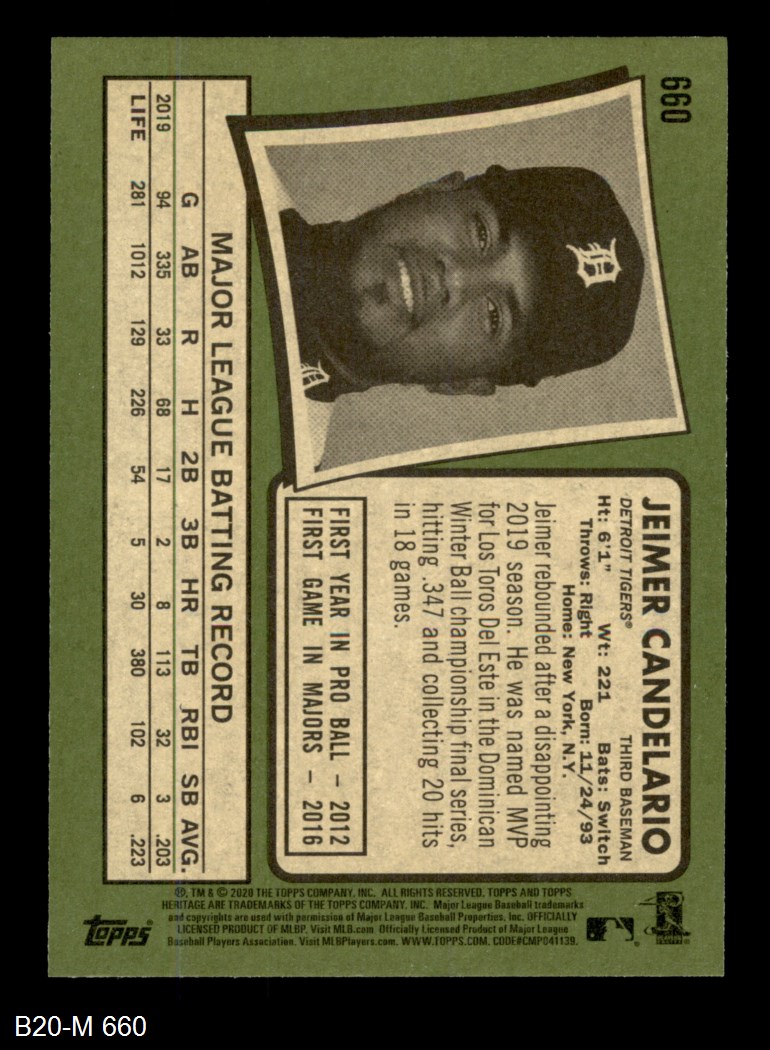 660
JEIMER CANDELARIO
DETROIT TIGERS® THIRD BASEMAN
Ht: 6'1" Wt: 221 Bats: Switch
Throws: Right Born: 11/24/93
Home: New York, N.Y.
Jeimer rebounded after a disappointing
2019 season. He was named MVP
for Los Toros Del Este in the Dominican
Winter Ball championship final series,
hitting .347 and collecting 20 hits
in 18 games.
FIRST YEAR IN PRO BALL – 2012
FIRST GAME IN MAJORS – 2016
MAJOR LEAGUE BATTING RECORD
G AB R H 2B 3B HR TB RBI SB AVG.
2019 94 335 33 68 17 2 8 113 32 3 .203
LIFE 281 1012 129 226 54 5 30 380 102 6 .223
®, TM & © 2020 THE TOPPS COMPANY, INC. ALL RIGHTS RESERVED. TOPPS AND TOPPS
HERITAGE ARE TRADEMARKS OF THE TOPPS COMPANY, INC. Major League Baseball trademarks
and copyrights are used with permission of Major League Baseball Properties, Inc. OFFICIALLY
LICENSED PRODUCT OF MLBP. Visit MLB.com Officially Licensed Product of Major League
Baseball Players Association. Visit MLBPlayers.com. WWW.TOPPS.COM. CODE#CMP041139.
Topps
B20-M 660